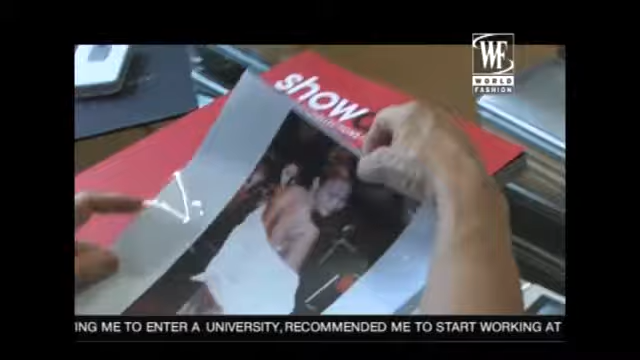 WF
WORLD
FASHION
show
ING ME TO ENTER A UNIVERSITY, RECOMMENDED ME TO START WORKING AT